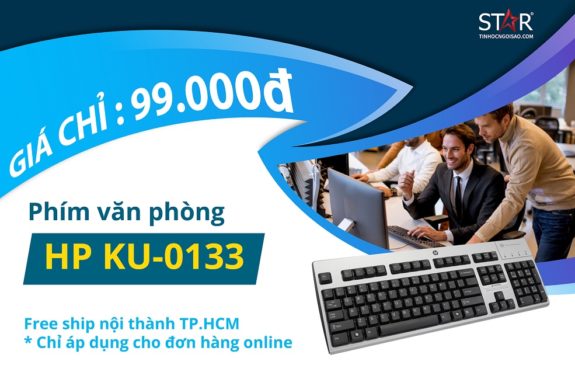 STAR®
TINHOCNGOISAO.COM
GIÁ CHỈ : 99.000đ
Phím văn phòng
HP KU-0133
Free ship nội thành TP.HCM
* Chỉ áp dụng cho đơn hàng online